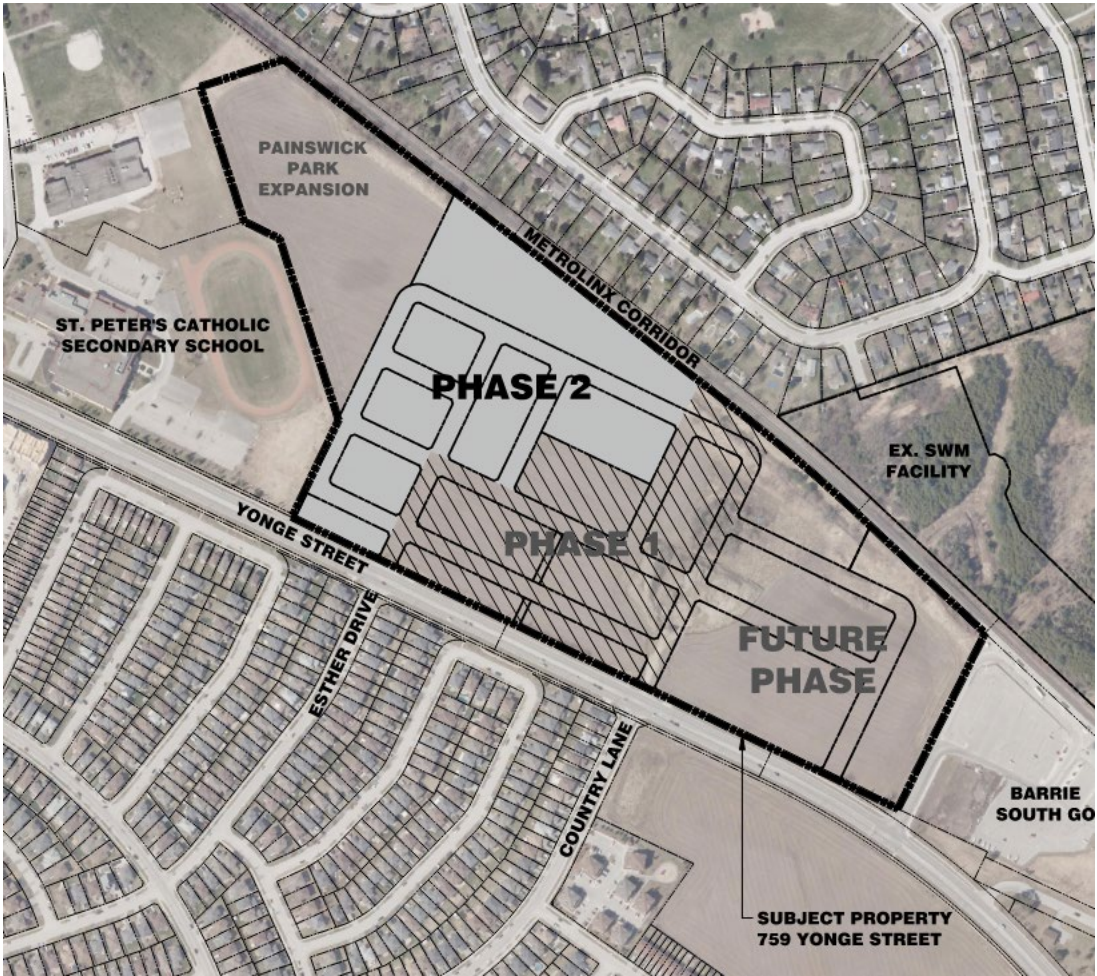 PAINSWICK
PARK
EXPANSION
METROLINX CORRIDOR
ST. PETER'S CATHOLIC
SECONDARY SCHOOL
PHASE 2
EX. SWM
FACILITY
YONGE STREET
PHASE 1
ESTHER DRIVE
FUTURE
PHASE
COUNTRY LANE
BARRIE
SOUTH GO
SUBJECT PROPERTY
759 YONGE STREET